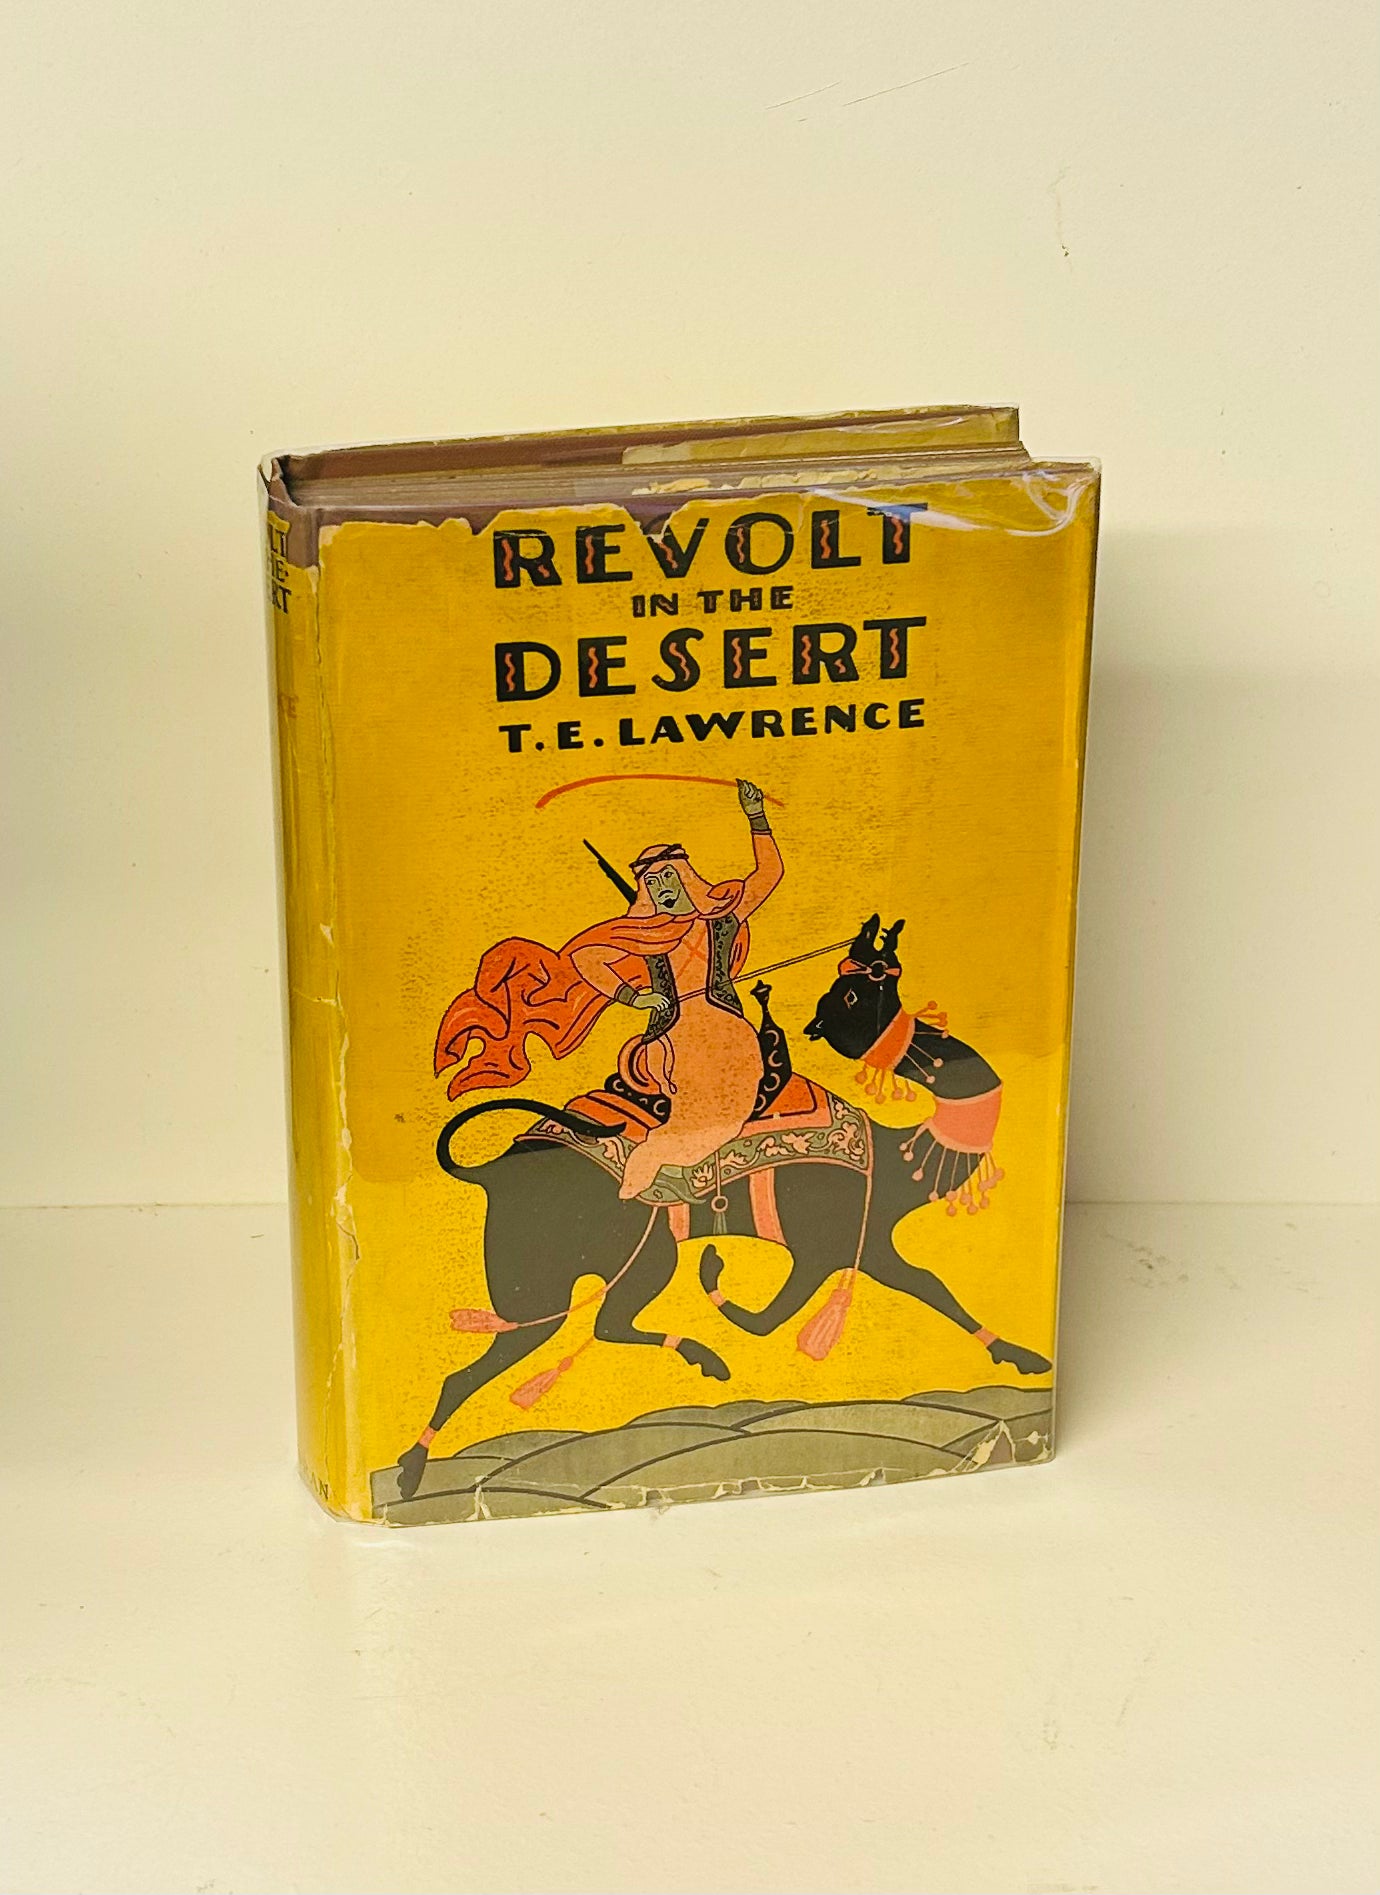 REVOLT
IN THE
DESERT
T. E. LAWRENCE